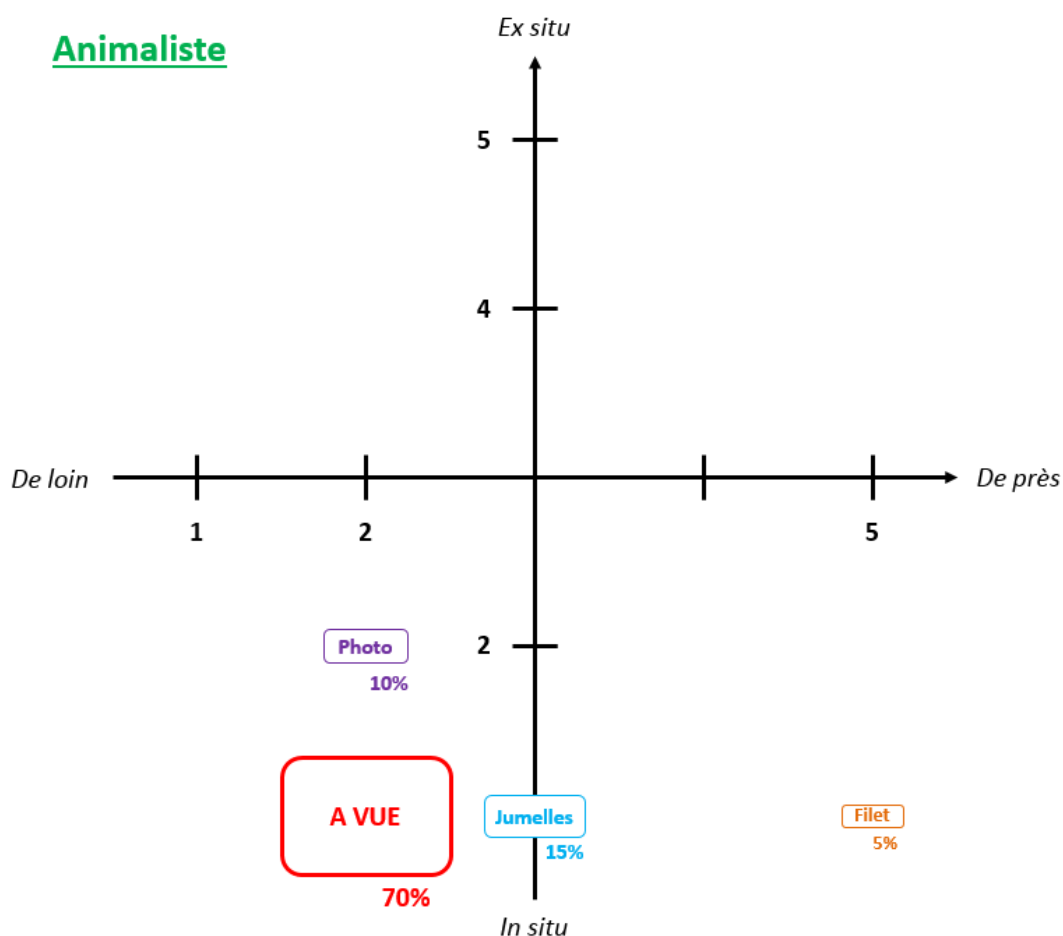 Animaliste
Ex situ
5
4
De loin
De près
1
2
5
Photo
10%
2
A VUE
70%
Jumelles
15%
Filet
5%
In situ